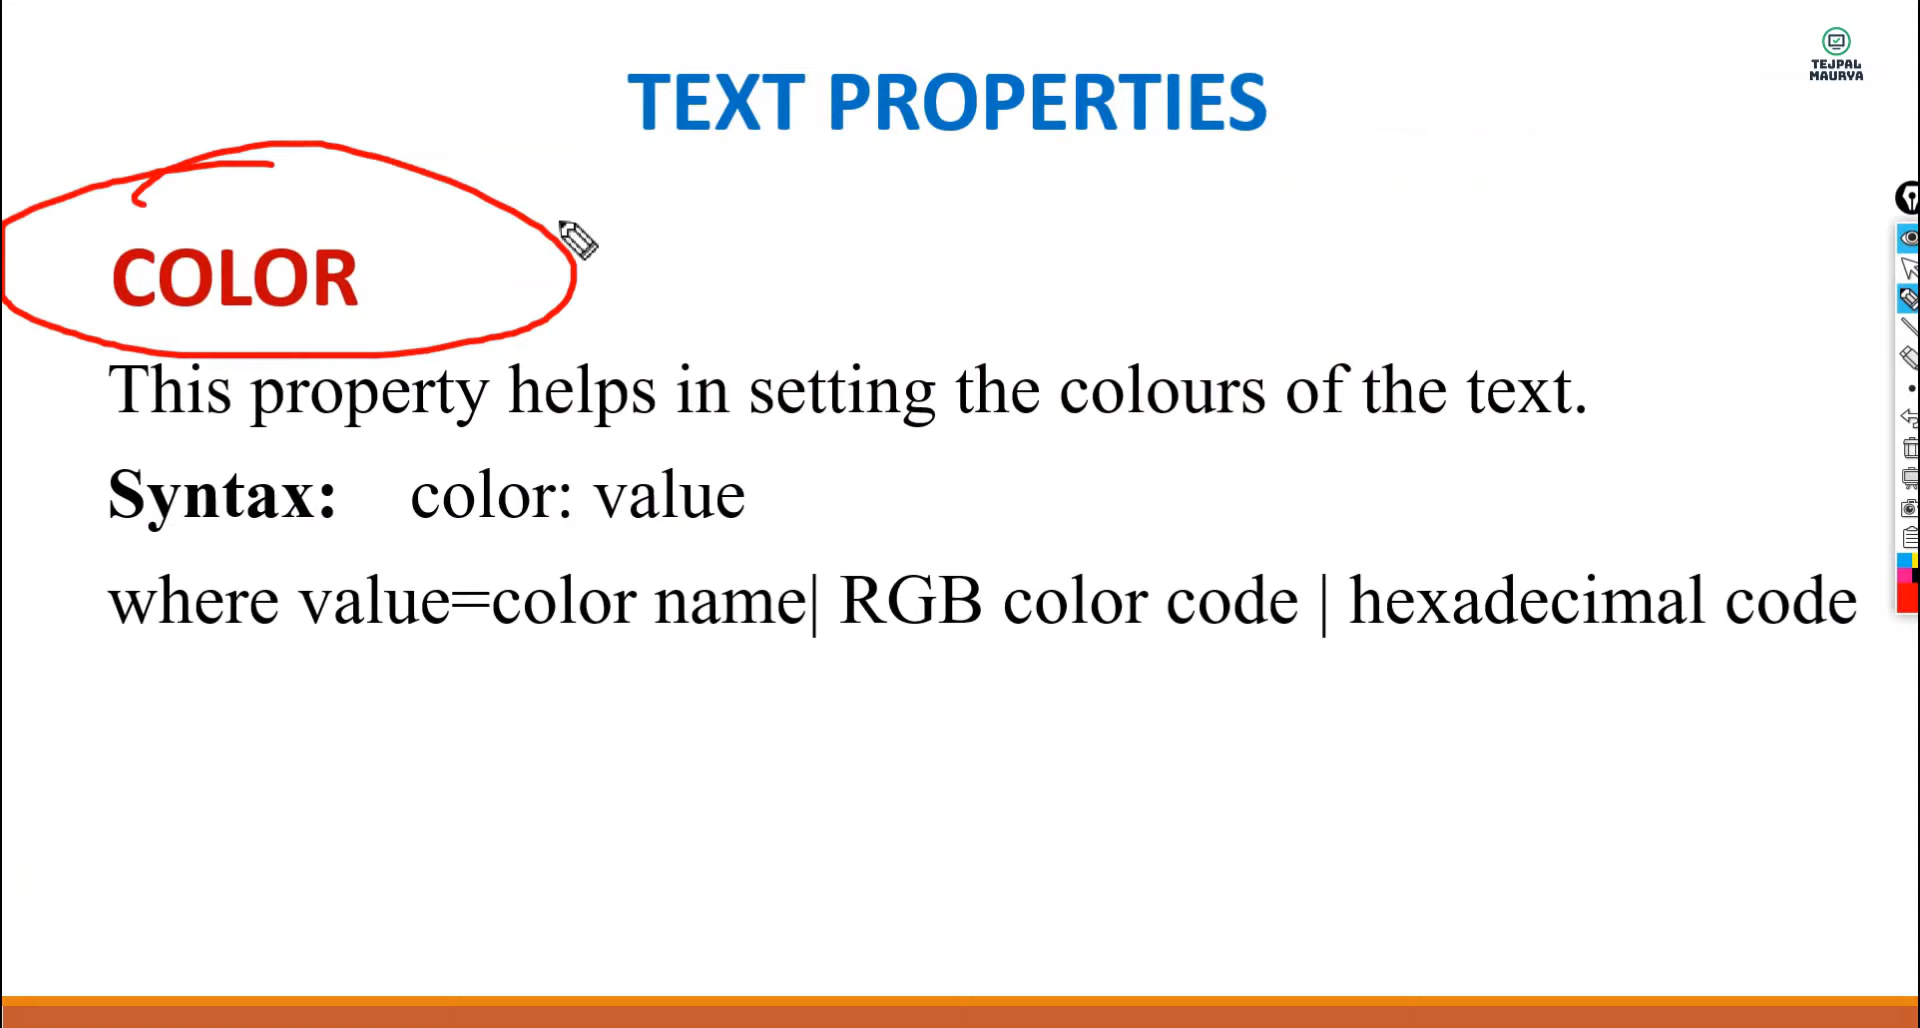 TEJPAL
MAURYA
TEXT PROPERTIES
COLOR
This property helps in setting the colours of the text.
Syntax: color: value
where value=color name| RGB color code | hexadecimal code